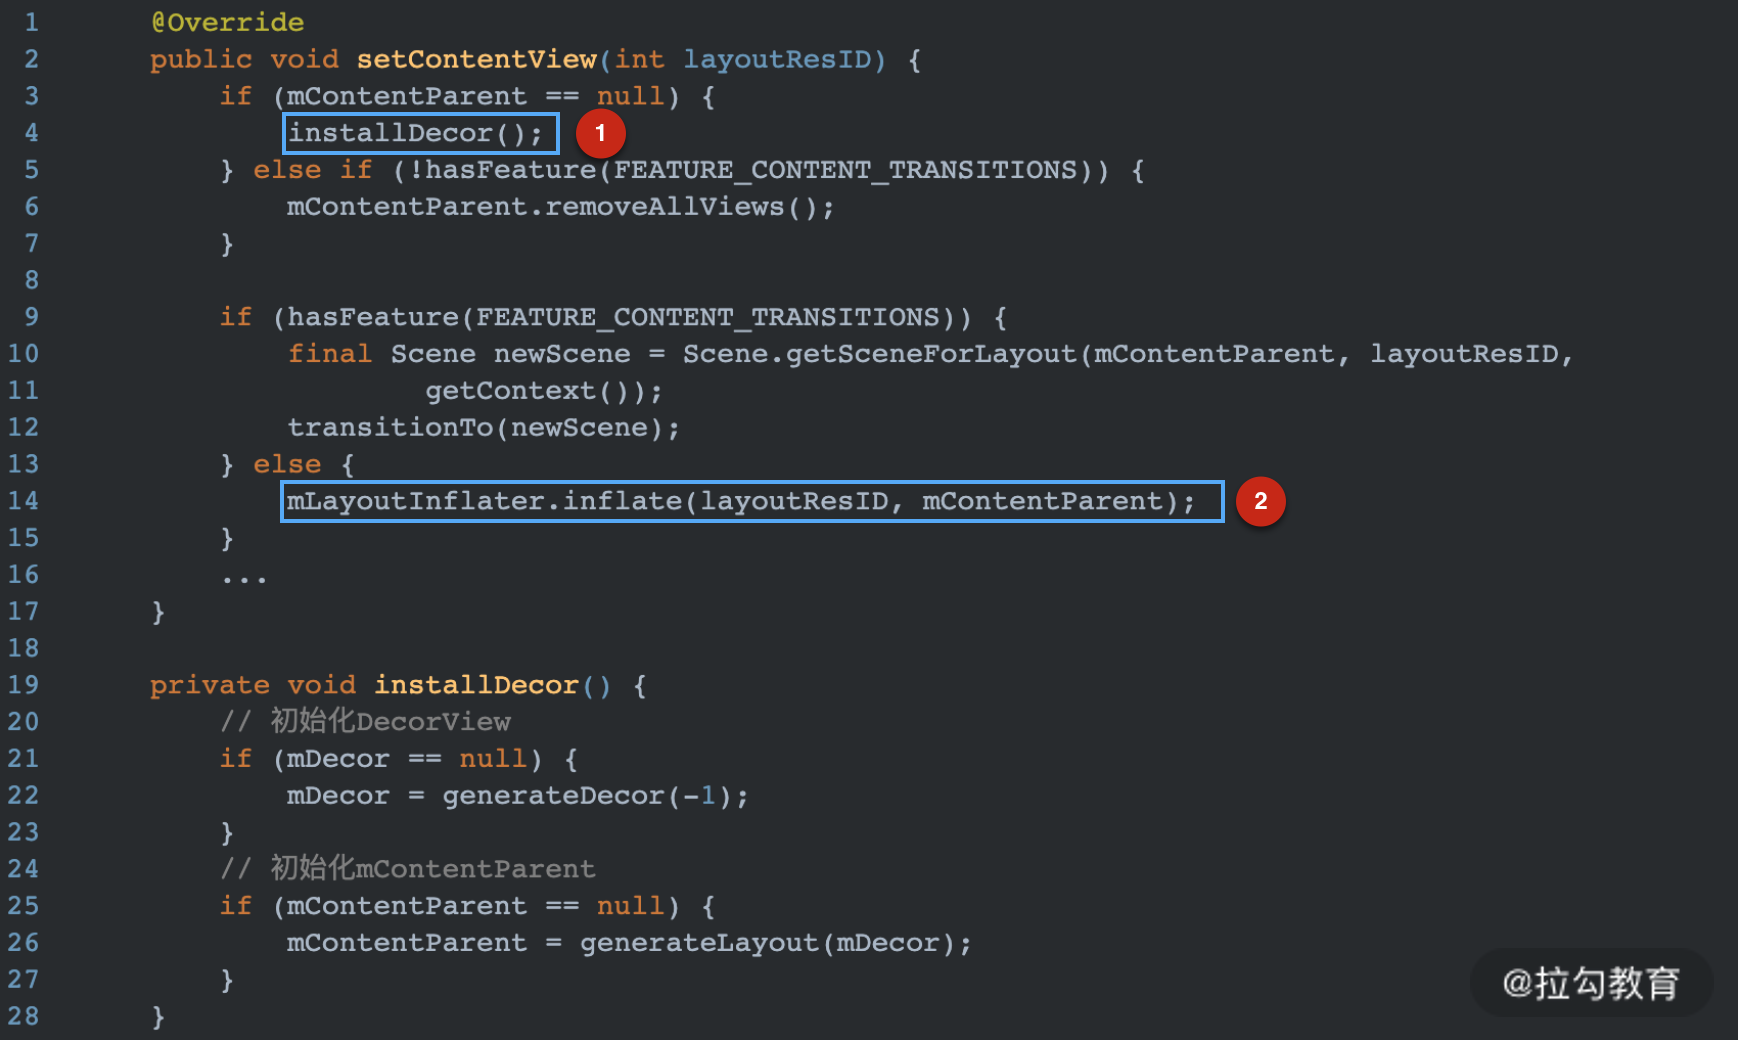 1 @Override
2 public void setContentView(int layoutResID) {
3 if (mContentParent == null) {
4 installDecor(); 1
5 } else if (!hasFeature(FEATURE_CONTENT_TRANSITIONS)) {
6 mContentParent.removeAllViews();
7 }
8
9 if (hasFeature(FEATURE_CONTENT_TRANSITIONS)) {
10 final Scene newScene = Scene.getSceneForLayout(mContentParent, layoutResID,
11 getContext());
12 transitionTo(newScene);
13 } else {
14 mLayoutInflater.inflate(layoutResID, mContentParent); 2
15 }
16 ...
17 }
18
19 private void installDecor() {
20 // 初始化DecorView
21 if (mDecor == null) {
22 mDecor = generateDecor(-1);
23 }
24 // 初始化mContentParent
25 if (mContentParent == null) {
26 mContentParent = generateLayout(mDecor);
27 }
28 }
@拉勾教育